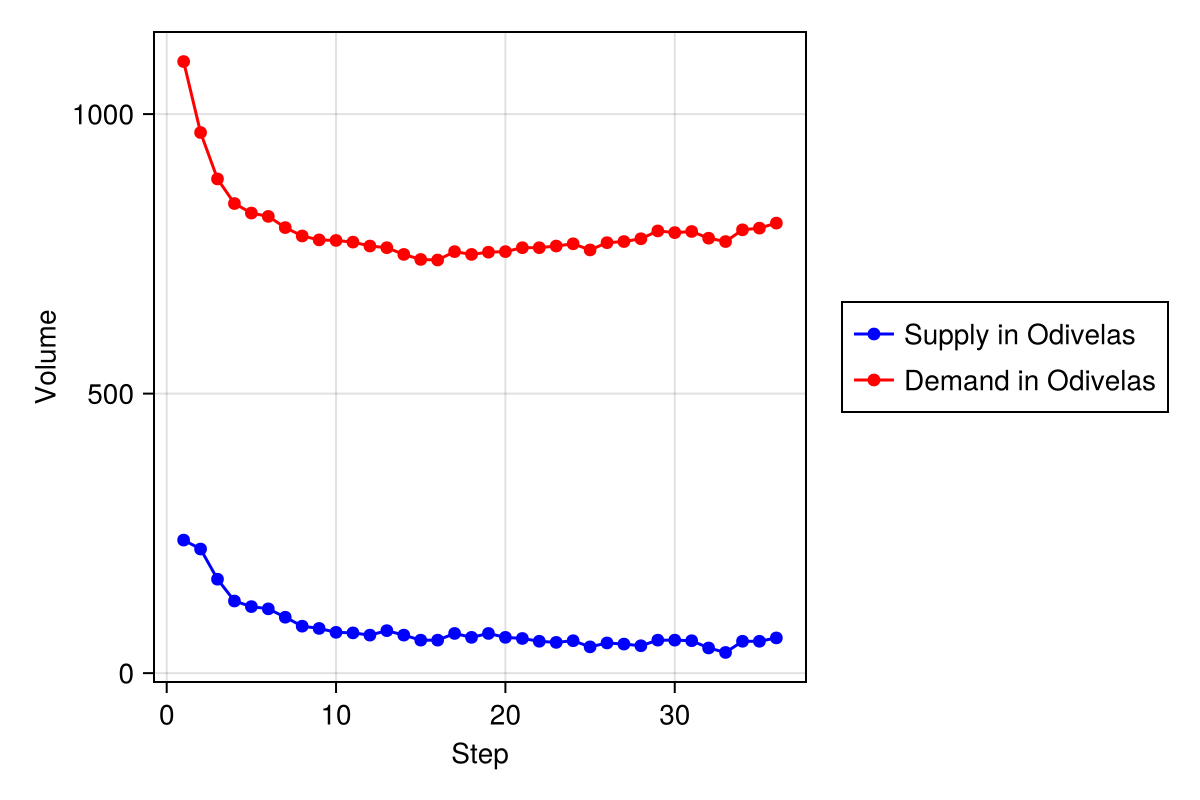 1000
500
0
Volume
0 10 20 30
Step
Supply in Odivelas
Demand in Odivelas